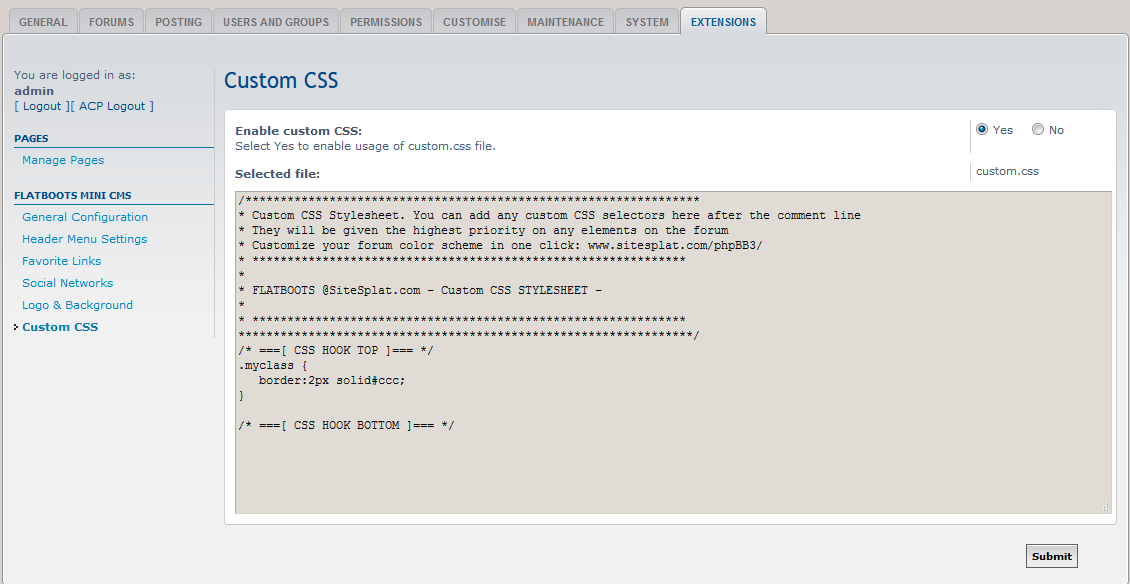 GENERAL FORUMS POSTING USERS AND GROUPS PERMISSIONS CUSTOMISE MAINTENANCE SYSTEM EXTENSIONS
You are logged in as:
admin
[ Logout ][ ACP Logout ]
PAGES
Manage Pages
FLATBOOTS MINI CMS
General Configuration
Header Menu Settings
Favorite Links
Social Networks
Logo & Background
Custom CSS
Custom CSS
Enable custom CSS:
Select Yes to enable usage of custom.css file.
Yes No
Selected file:
custom.css
/*****************************************************************
* Custom CSS Stylesheet. You can add any custom CSS selectors here after the comment line
* They will be given the highest priority on any elements on the forum
* Customize your forum color scheme in one click: www.sitesplat.com/phpBB3/
* **************************************************************
*
* FLATBOOTS @SiteSplat.com - Custom CSS STYLESHEET -
*
* **************************************************************
*****************************************************************/
/* ===[ CSS HOOK TOP ]=== */
.myclass {
border:2px solid#ccc;
}
/* ===[ CSS HOOK BOTTOM ]=== */
Submit